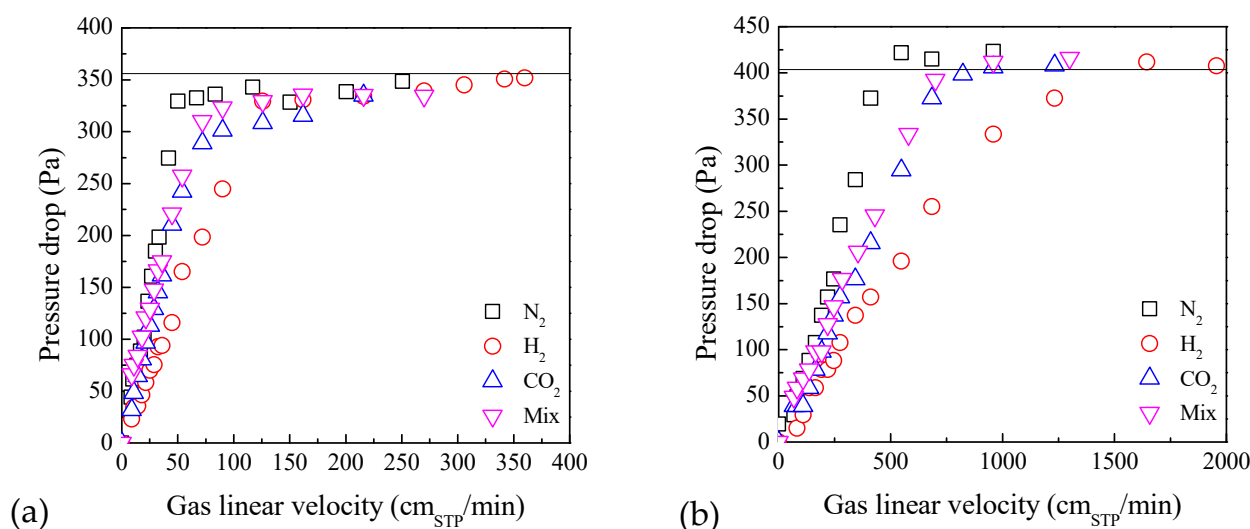 400
350
300
250
200
150
100
50
0
Pressure drop (Pa)
N₂
H₂
CO₂
Mix
0 50 100 150 200 250 300 350 400
Gas linear velocity (cm_STP/min)
(a)
450
400
350
300
250
200
150
100
50
0
Pressure drop (Pa)
N₂
H₂
CO₂
Mix
0 500 1000 1500 2000
Gas linear velocity (cm_STP/min)
(b)